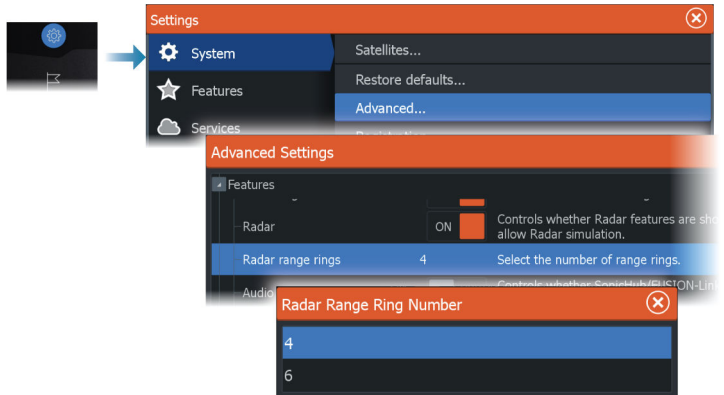 Settings
System
Features
Services
Satellites...
Restore defaults...
Advanced...
Registration
Advanced Settings
Features
Radar
ON
Controls whether Radar features are sho
allow Radar simulation.
Radar range rings
4
Select the number of range rings.
Audio
Controls whether SonicHub/FUSION-Lin
Radar Range Ring Number
4
6